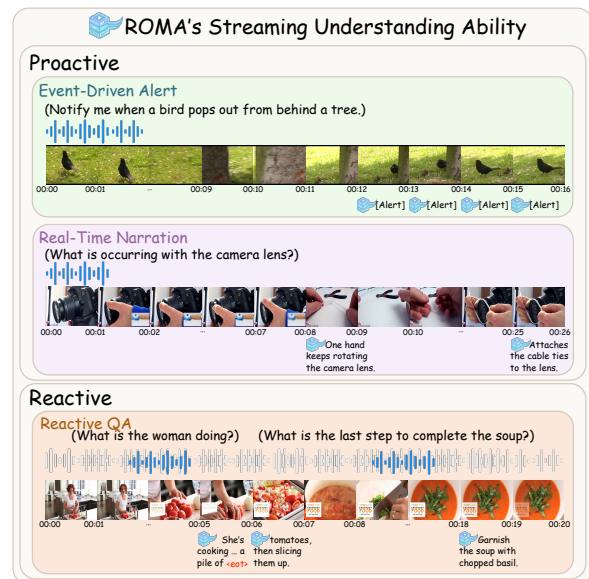 ROMA's Streaming Understanding Ability
Proactive
Event-Driven Alert
(Notify me when a bird pops out from behind a tree.)
00:00 00:01 ... 00:09 00:10 00:11 00:12 00:13 00:14 00:15 00:16
[Alert] [Alert] [Alert] [Alert]
Real-Time Narration
(What is occurring with the camera lens?)
00:00 00:01 00:02 ... 00:07 00:08 00:09 00:10 ... 00:25 00:26
One hand
keeps rotating
the camera lens.
Attaches
the cable ties
to the lens.
Reactive
Reactive QA
(What is the woman doing?) (What is the last step to complete the soup?)
00:00 00:01 ... 00:05 00:06 00:07 00:08 ... 00:18 00:19 00:20
She's
cooking ... a
pile of <eat>
tomatoes,
then slicing
them up.
Garnish
the soup with
chopped basil.